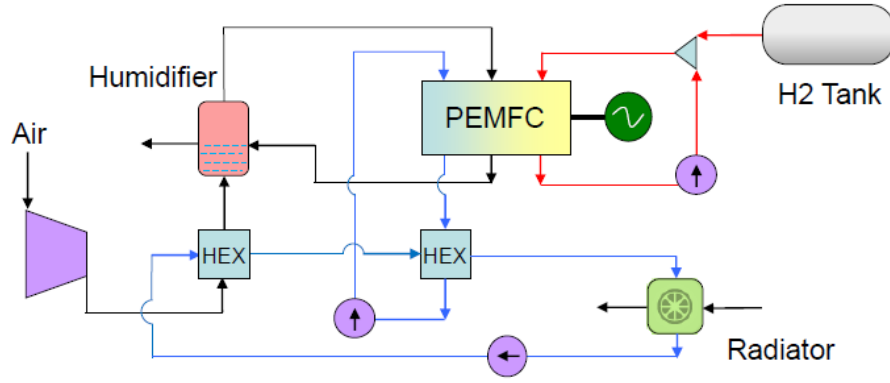 Humidifier
H2 Tank
PEMFC
Air
HEX
HEX
Radiator